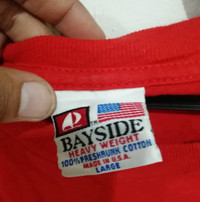 BAYSIDE
HEAVY WEIGHT
100% PRESHRUNK COTTON
MADE IN U.S.A.
LARGE